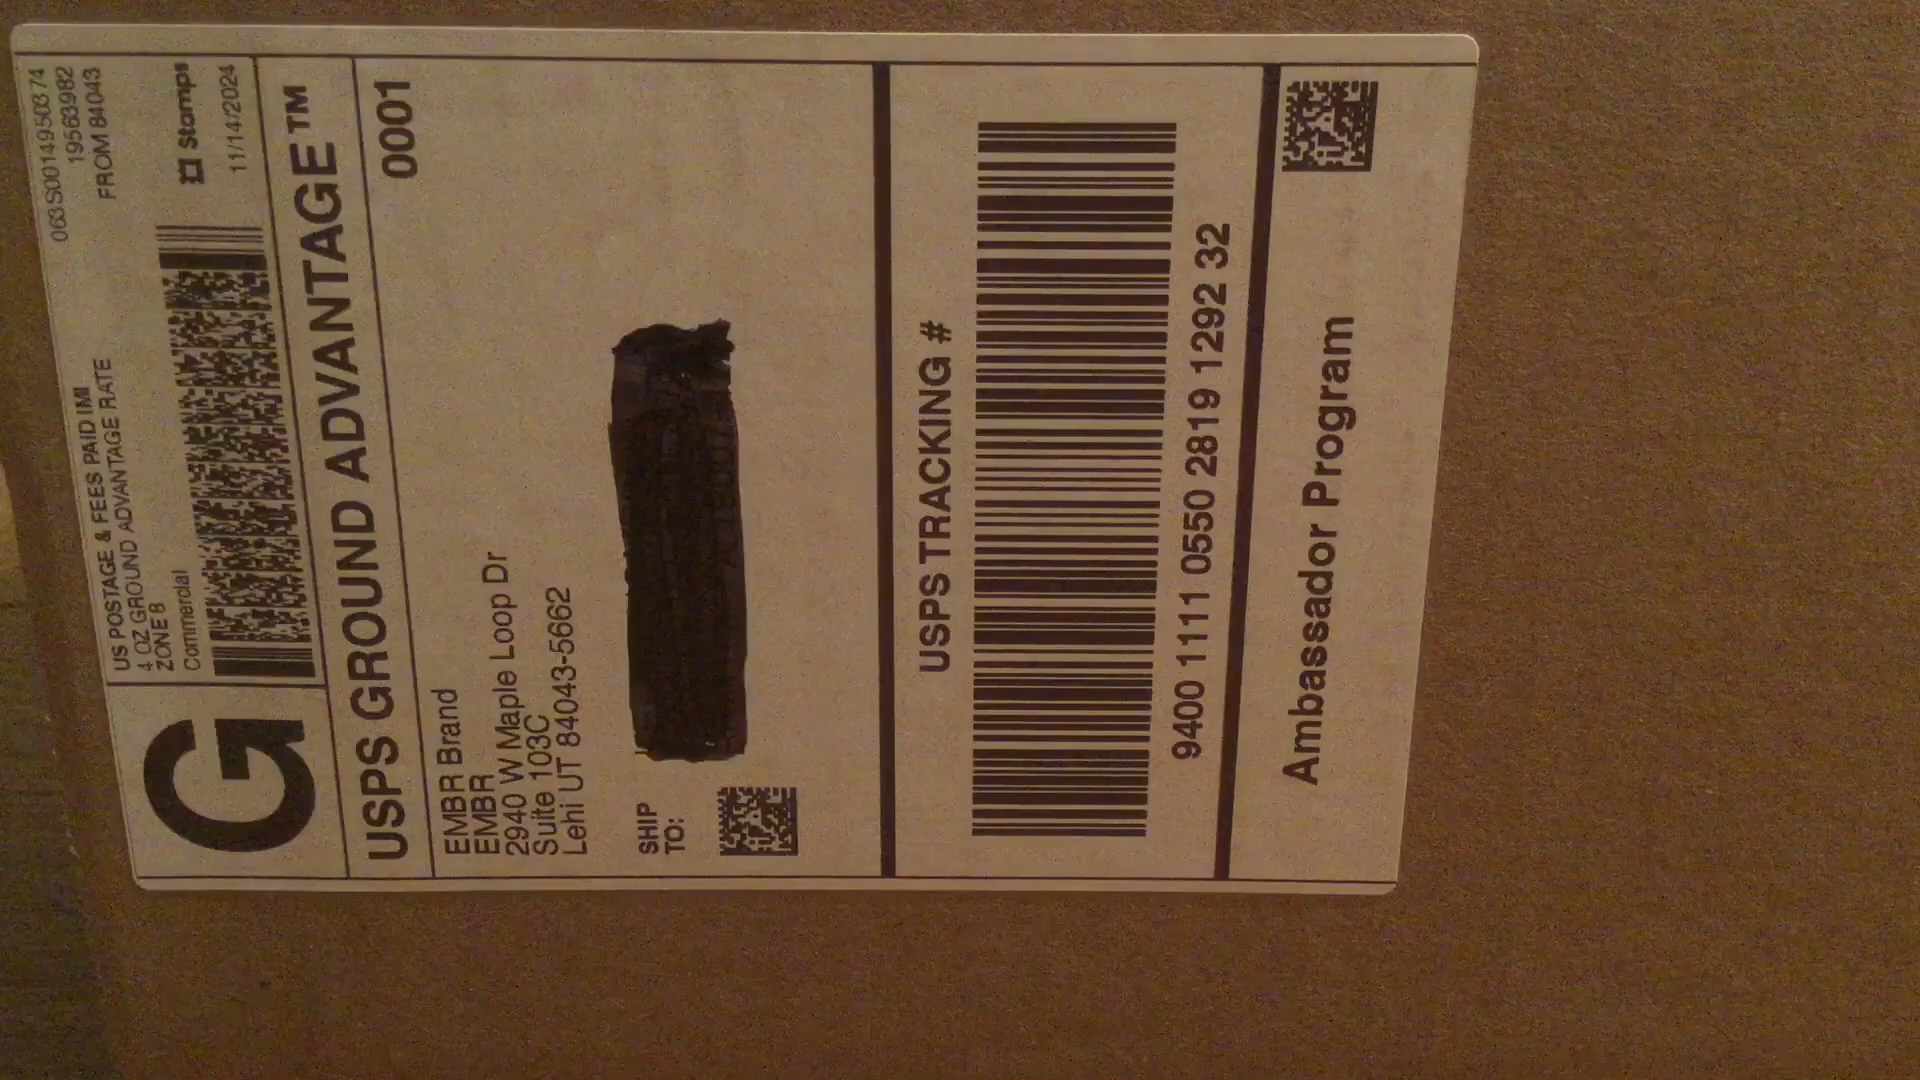 G
US POSTAGE & FEES PAID IMI
4 OZ GROUND ADVANTAGE RATE
ZONE 8
Commercial
063S0014950374
19563982
FROM 84043
Stamps
11/14/2024
USPS GROUND ADVANTAGE™
EMBR Brand
EMBR
2940 W Maple Loop Dr
Suite 103C
Lehi UT 84043-5662
0001
SHIP
TO:
USPS TRACKING #
9400 1111 0550 2819 1292 32
Ambassador Program